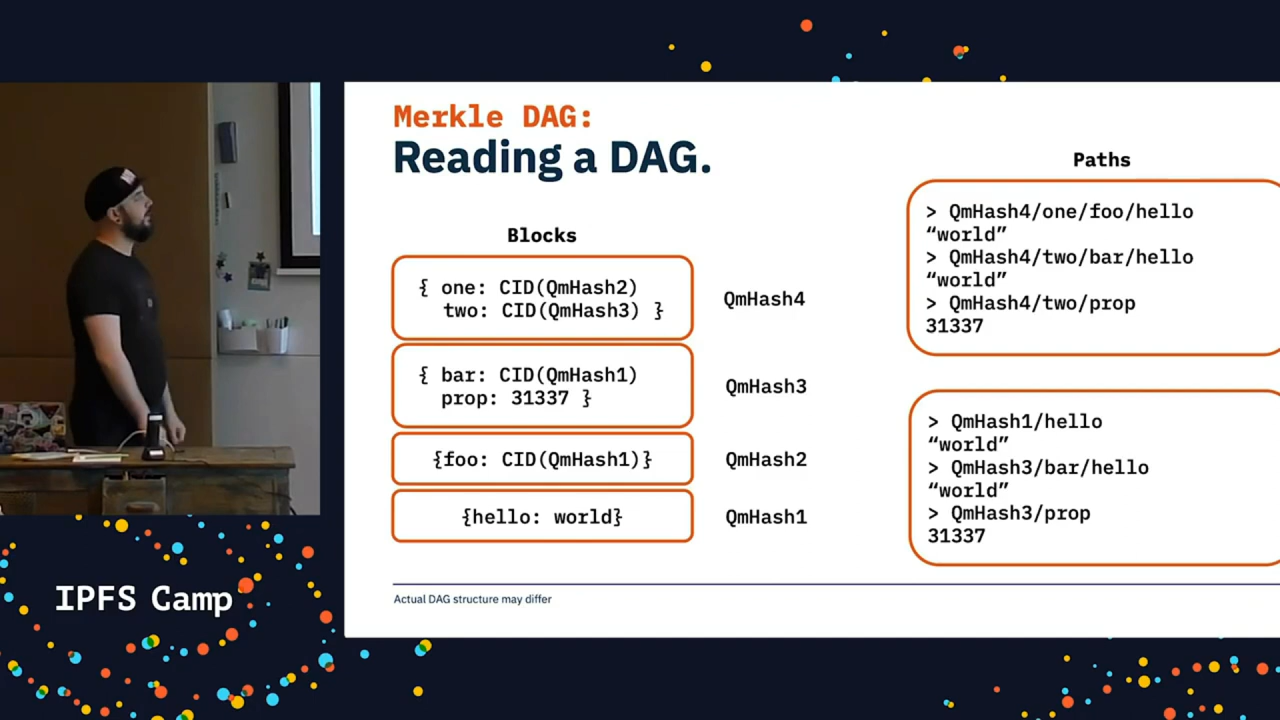 Merkle DAG:
Reading a DAG.
Blocks
{ one: CID(QmHash2)
two: CID(QmHash3) }
QmHash4
{ bar: CID(QmHash1)
prop: 31337 }
QmHash3
{foo: CID(QmHash1)}
QmHash2
{hello: world}
QmHash1
Paths
> QmHash4/one/foo/hello
“world”
> QmHash4/two/bar/hello
“world”
> QmHash4/two/prop
31337
> QmHash1/hello
“world”
> QmHash3/bar/hello
“world”
> QmHash3/prop
31337
Actual DAG structure may differ
IPFS Camp